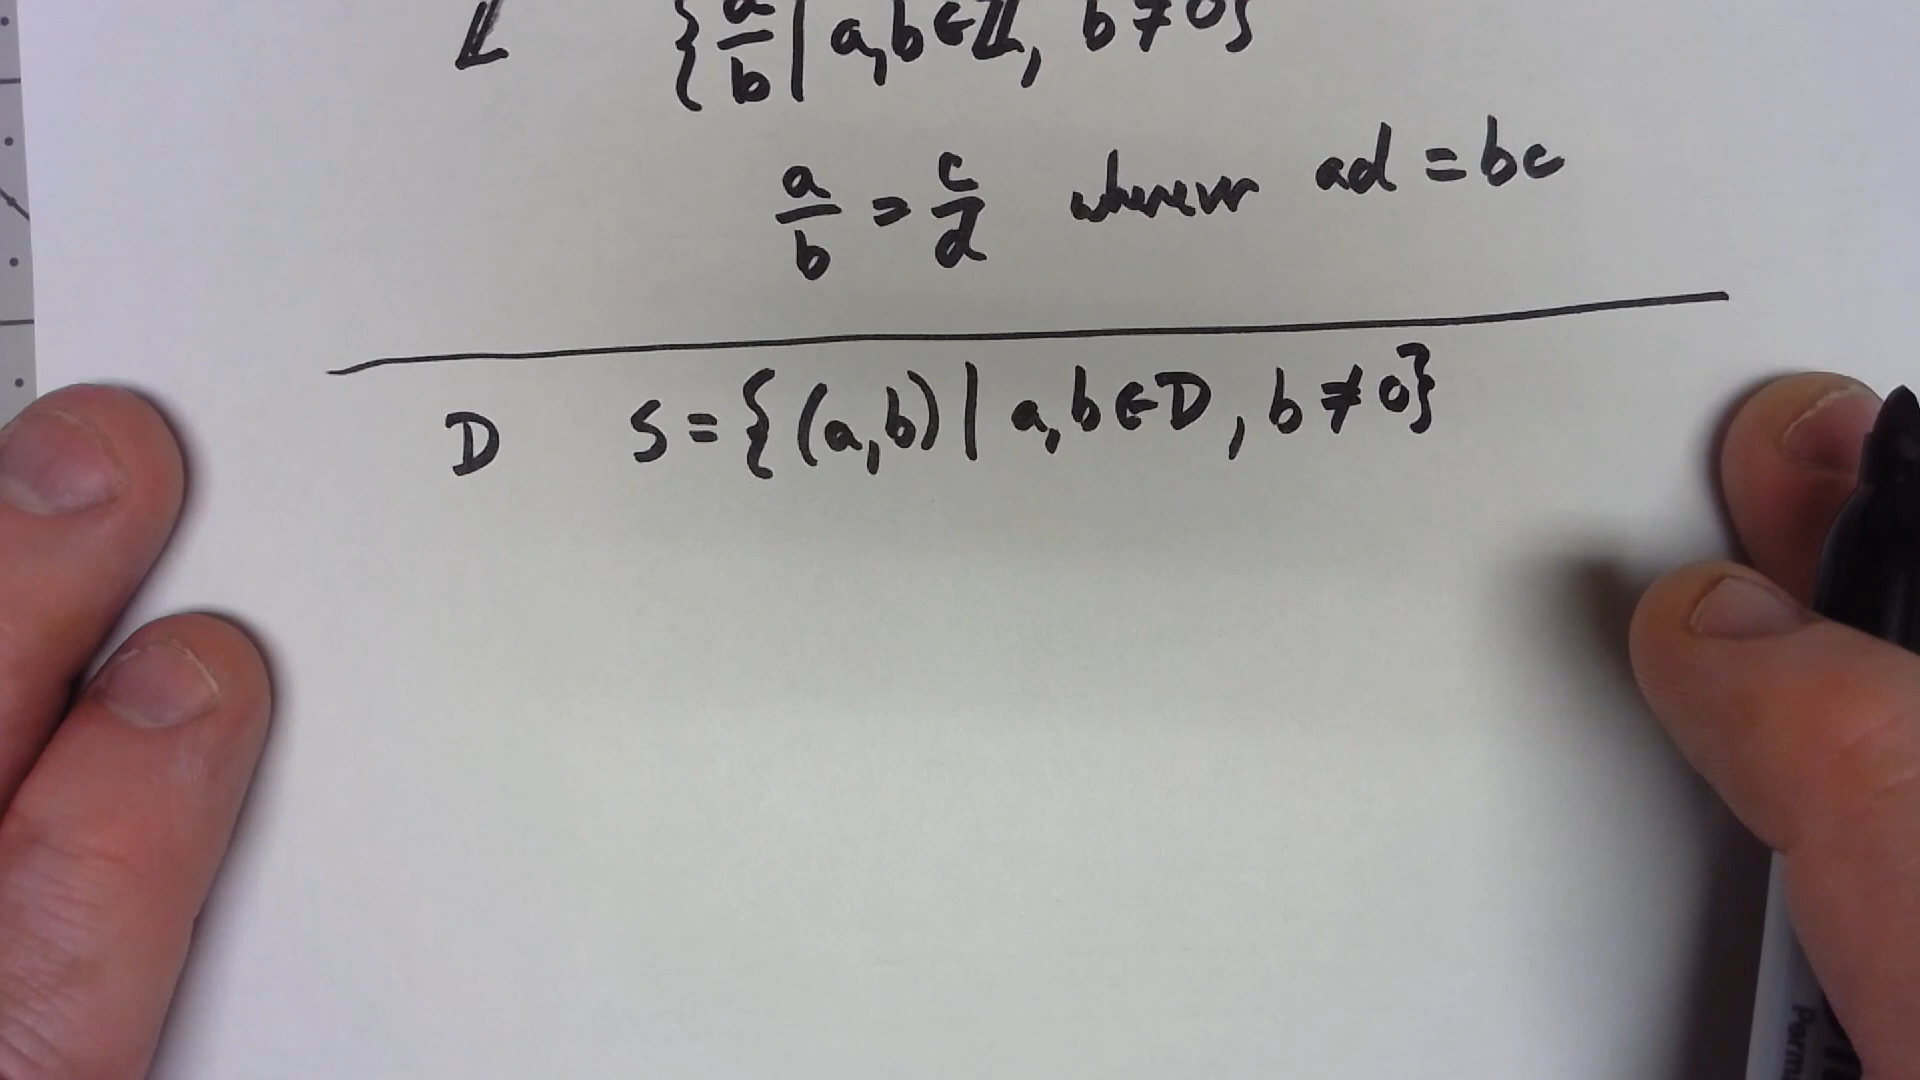 ℤ {a/b | a,b∈ℤ, b≠0}
a/b = c/d whenever ad = bc
D S = {(a,b) | a,b∈D, b≠0}